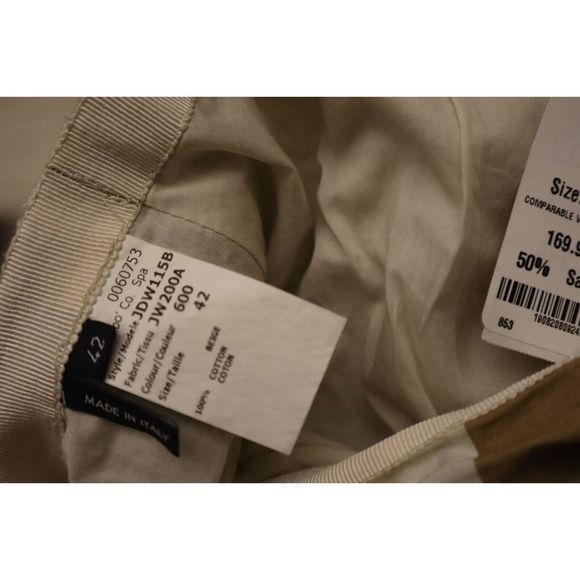 0060753
Co. Spa
Style/Modele JDW115B
Fabric/Tissu JW200A
Colour/Couleur 600
Size/Taille 42
BEIGE
100% COTTON
COTON
42
MADE IN ITALY
Size
COMPARABLE
169.9
50% Sa
853